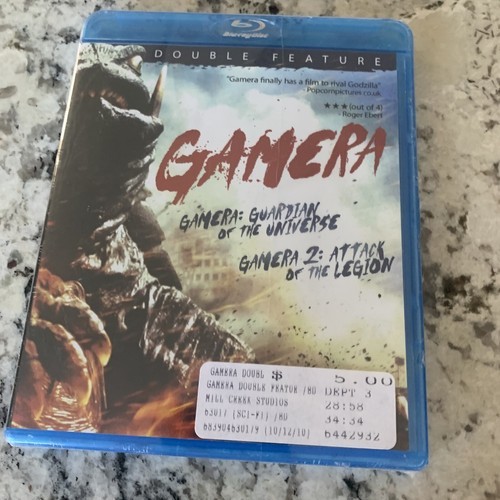 Blu-ray Disc
DOUBLE FEATURE
"Gamera finally has a film to rival Godzilla"
- Popcornpictures.co.uk
★★★ (out of 4)
- Roger Ebert
GAMERA
GAMERA: GUARDIAN
OF THE UNIVERSE
GAMERA 2: ATTACK
OF THE LEGION
GAMERA DOUBL $ 5.00
GAMERA DOUBLE FEATUR /BD DEPT 3
MILL CREEK STUDIOS 28:58
63017 [SCI-FI] /BD 34:34
683904630179 (10/12/10) 6442932